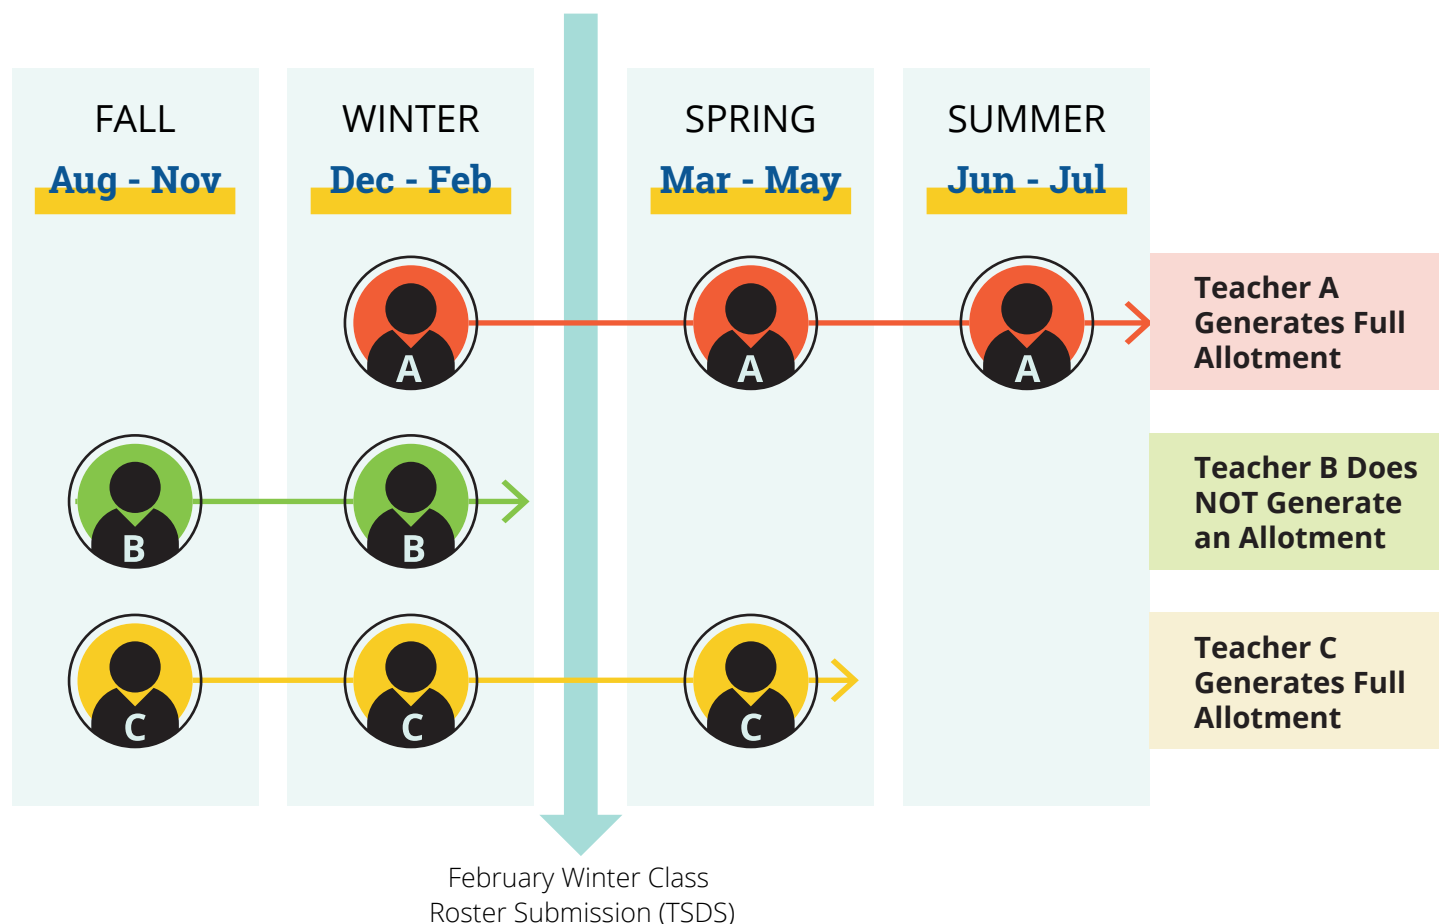 FALL
Aug - Nov
WINTER
Dec - Feb
SPRING
Mar - May
SUMMER
Jun - Jul
A
A
A
Teacher A
Generates Full
Allotment
B
B
Teacher B Does
NOT Generate
an Allotment
C
C
C
Teacher C
Generates Full
Allotment
February Winter Class
Roster Submission (TSDS)